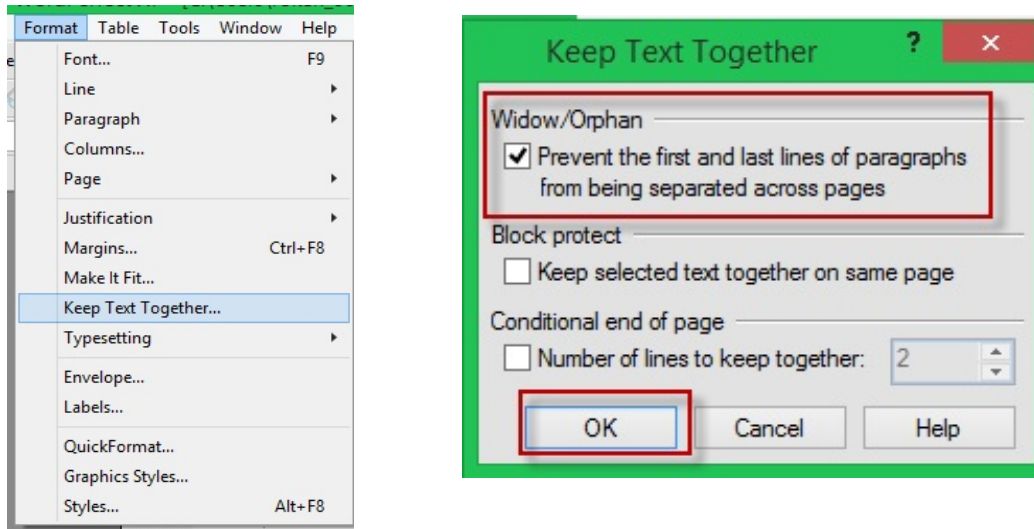 Format Table Tools Window Help
Font... F9
Line
Paragraph
Columns...
Page
Justification
Margins... Ctrl+F8
Make It Fit...
Keep Text Together...
Typesetting
Envelope...
Labels...
QuickFormat...
Graphics Styles...
Styles... Alt+F8
Keep Text Together ?
Widow/Orphan
Prevent the first and last lines of paragraphs
from being separated across pages
Block protect
Keep selected text together on same page
Conditional end of page
Number of lines to keep together: 2
OK Cancel Help